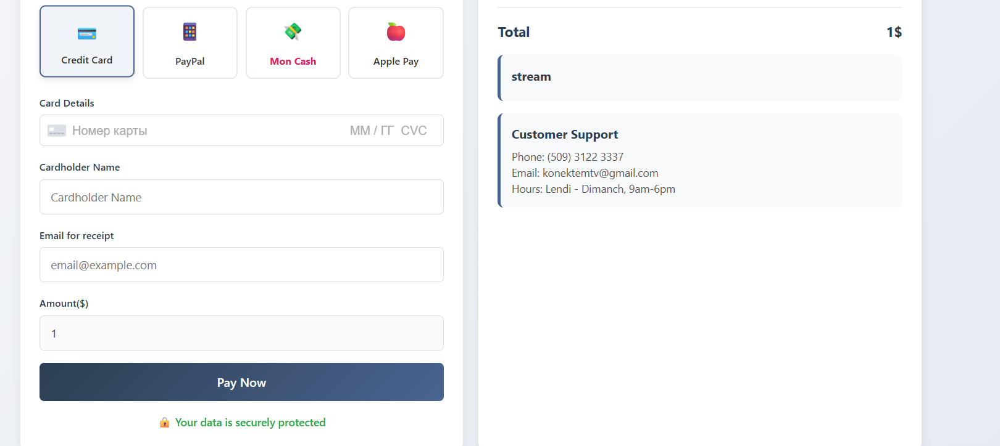 Credit Card
PayPal
Mon Cash
Apple Pay
Card Details
Номер карты ММ / ГГ CVC
Cardholder Name
Cardholder Name
Email for receipt
email@example.com
Amount($)
1
Pay Now
🔒 Your data is securely protected
Total 1$
stream
Customer Support
Phone: (509) 3122 3337
Email: konektemtv@gmail.com
Hours: Lendi - Dimanch, 9am-6pm